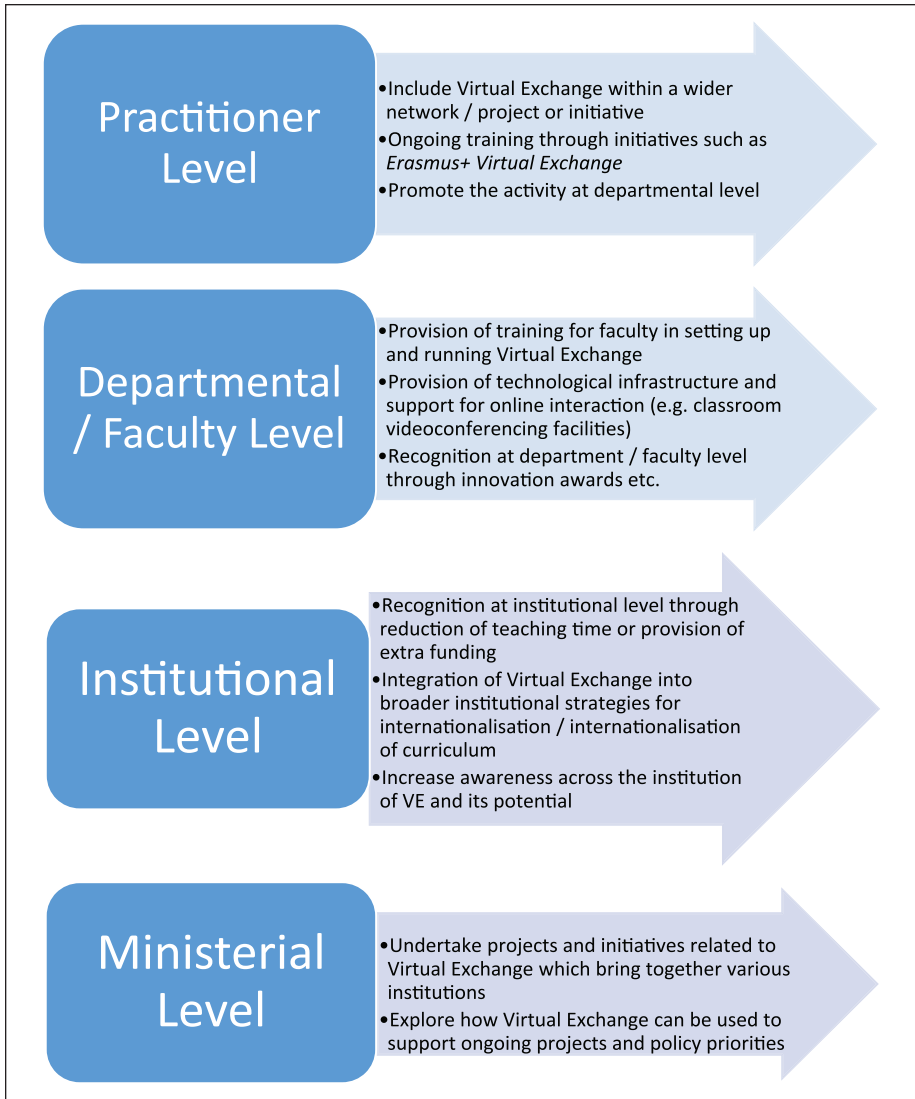 Practitioner
Level
•Include Virtual Exchange within a wider
network / project or initiative
•Ongoing training through initiatives such as
Erasmus+ Virtual Exchange
•Promote the activity at departmental level
Departmental
/ Faculty Level
•Provision of training for faculty in setting up
and running Virtual Exchange
•Provision of technological infrastructure and
support for online interaction (e.g. classroom
videoconferencing facilities)
•Recognition at department / faculty level
through innovation awards etc.
Institutional
Level
•Recognition at institutional level through
reduction of teaching time or provision of
extra funding
•Integration of Virtual Exchange into
broader institutional strategies for
internationalisation / internationalisation
of curriculum
•Increase awareness across the institution
of VE and its potential
Ministerial
Level
•Undertake projects and initiatives related to
Virtual Exchange which bring together various
institutions
•Explore how Virtual Exchange can be used to
support ongoing projects and policy priorities